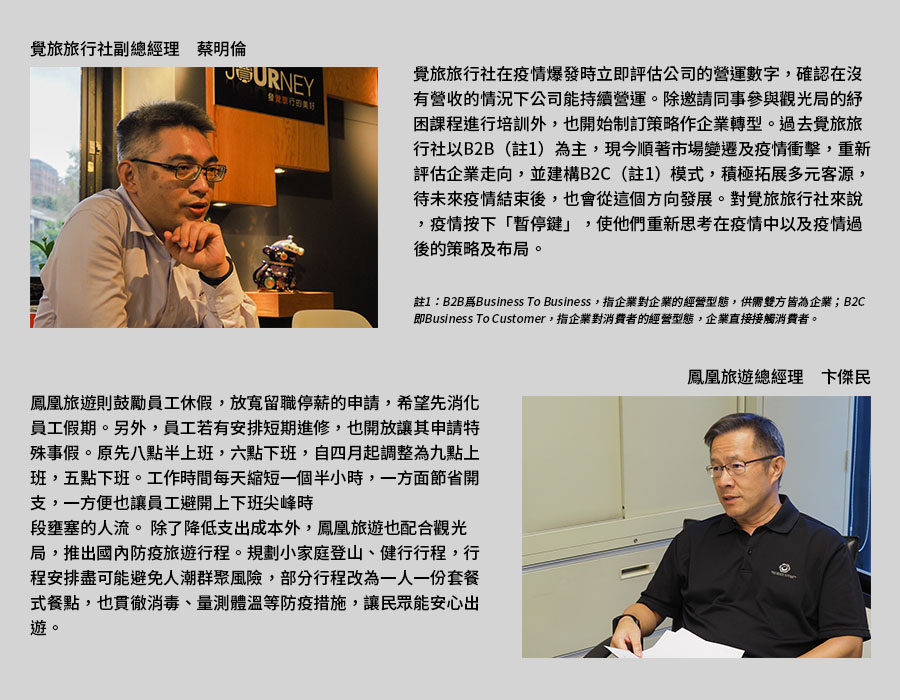 覺旅旅行社副總經理　蔡明倫
JOURNEY
發覺旅行的美好
覺旅旅行社在疫情爆發時立即評估公司的營運數字，確認在沒
有營收的情況下公司能持續營運。除邀請同事參與觀光局的紓
困課程進行培訓外，也開始制訂策略作企業轉型。過去覺旅旅
行社以B2B（註1）為主，現今順著市場變遷及疫情衝擊，重新
評估企業走向，並建構B2C（註1）模式，積極拓展多元客源，
待未來疫情結束後，也會從這個方向發展。對覺旅旅行社來說
，疫情按下「暫停鍵」，使他們重新思考在疫情中以及疫情過
後的策略及布局。
註1：B2B爲Business To Business，指企業對企業的經營型態，供需雙方皆為企業；B2C
即Business To Customer，指企業對消費者的經營型態，企業直接接觸消費者。
鳳凰旅遊總經理　卞傑民
鳳凰旅遊則鼓勵員工休假，放寬留職停薪的申請，希望先消化
員工假期。另外，員工若有安排短期進修，也開放讓其申請特
殊事假。原先八點半上班，六點下班，自四月起調整為九點上
班，五點下班。工作時間每天縮短一個半小時，一方面節省開
支，一方便也讓員工避開上下班尖峰時
段壅塞的人流。 除了降低支出成本外，鳳凰旅遊也配合觀光
局，推出國內防疫旅遊行程。規劃小家庭登山、健行行程，行
程安排盡可能避免人潮群聚風險，部分行程改為一人一份套餐
式餐點，也貫徹消毒、量測體溫等防疫措施，讓民眾能安心出
遊。